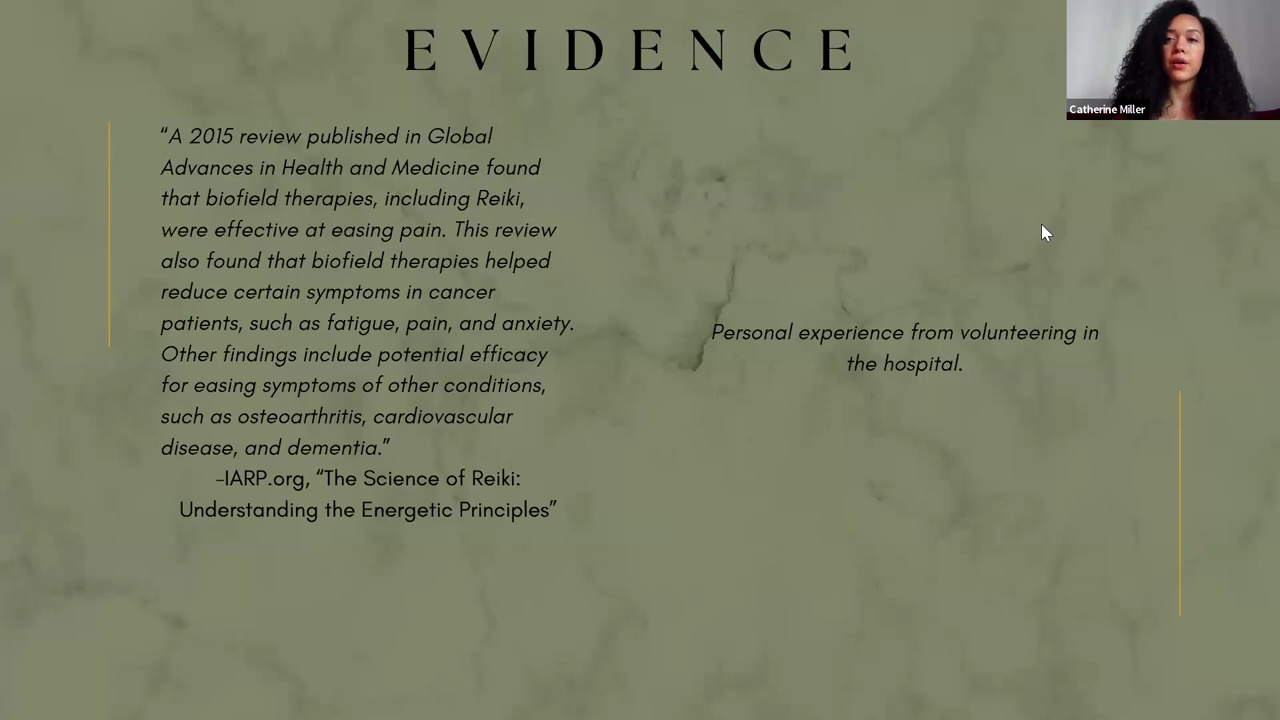 EVIDENCE
Catherine Miller
“A 2015 review published in Global
Advances in Health and Medicine found
that biofield therapies, including Reiki,
were effective at easing pain. This review
also found that biofield therapies helped
reduce certain symptoms in cancer
patients, such as fatigue, pain, and anxiety.
Other findings include potential efficacy
for easing symptoms of other conditions,
such as osteoarthritis, cardiovascular
disease, and dementia.”
–IARP.org, “The Science of Reiki:
Understanding the Energetic Principles”
Personal experience from volunteering in
the hospital.